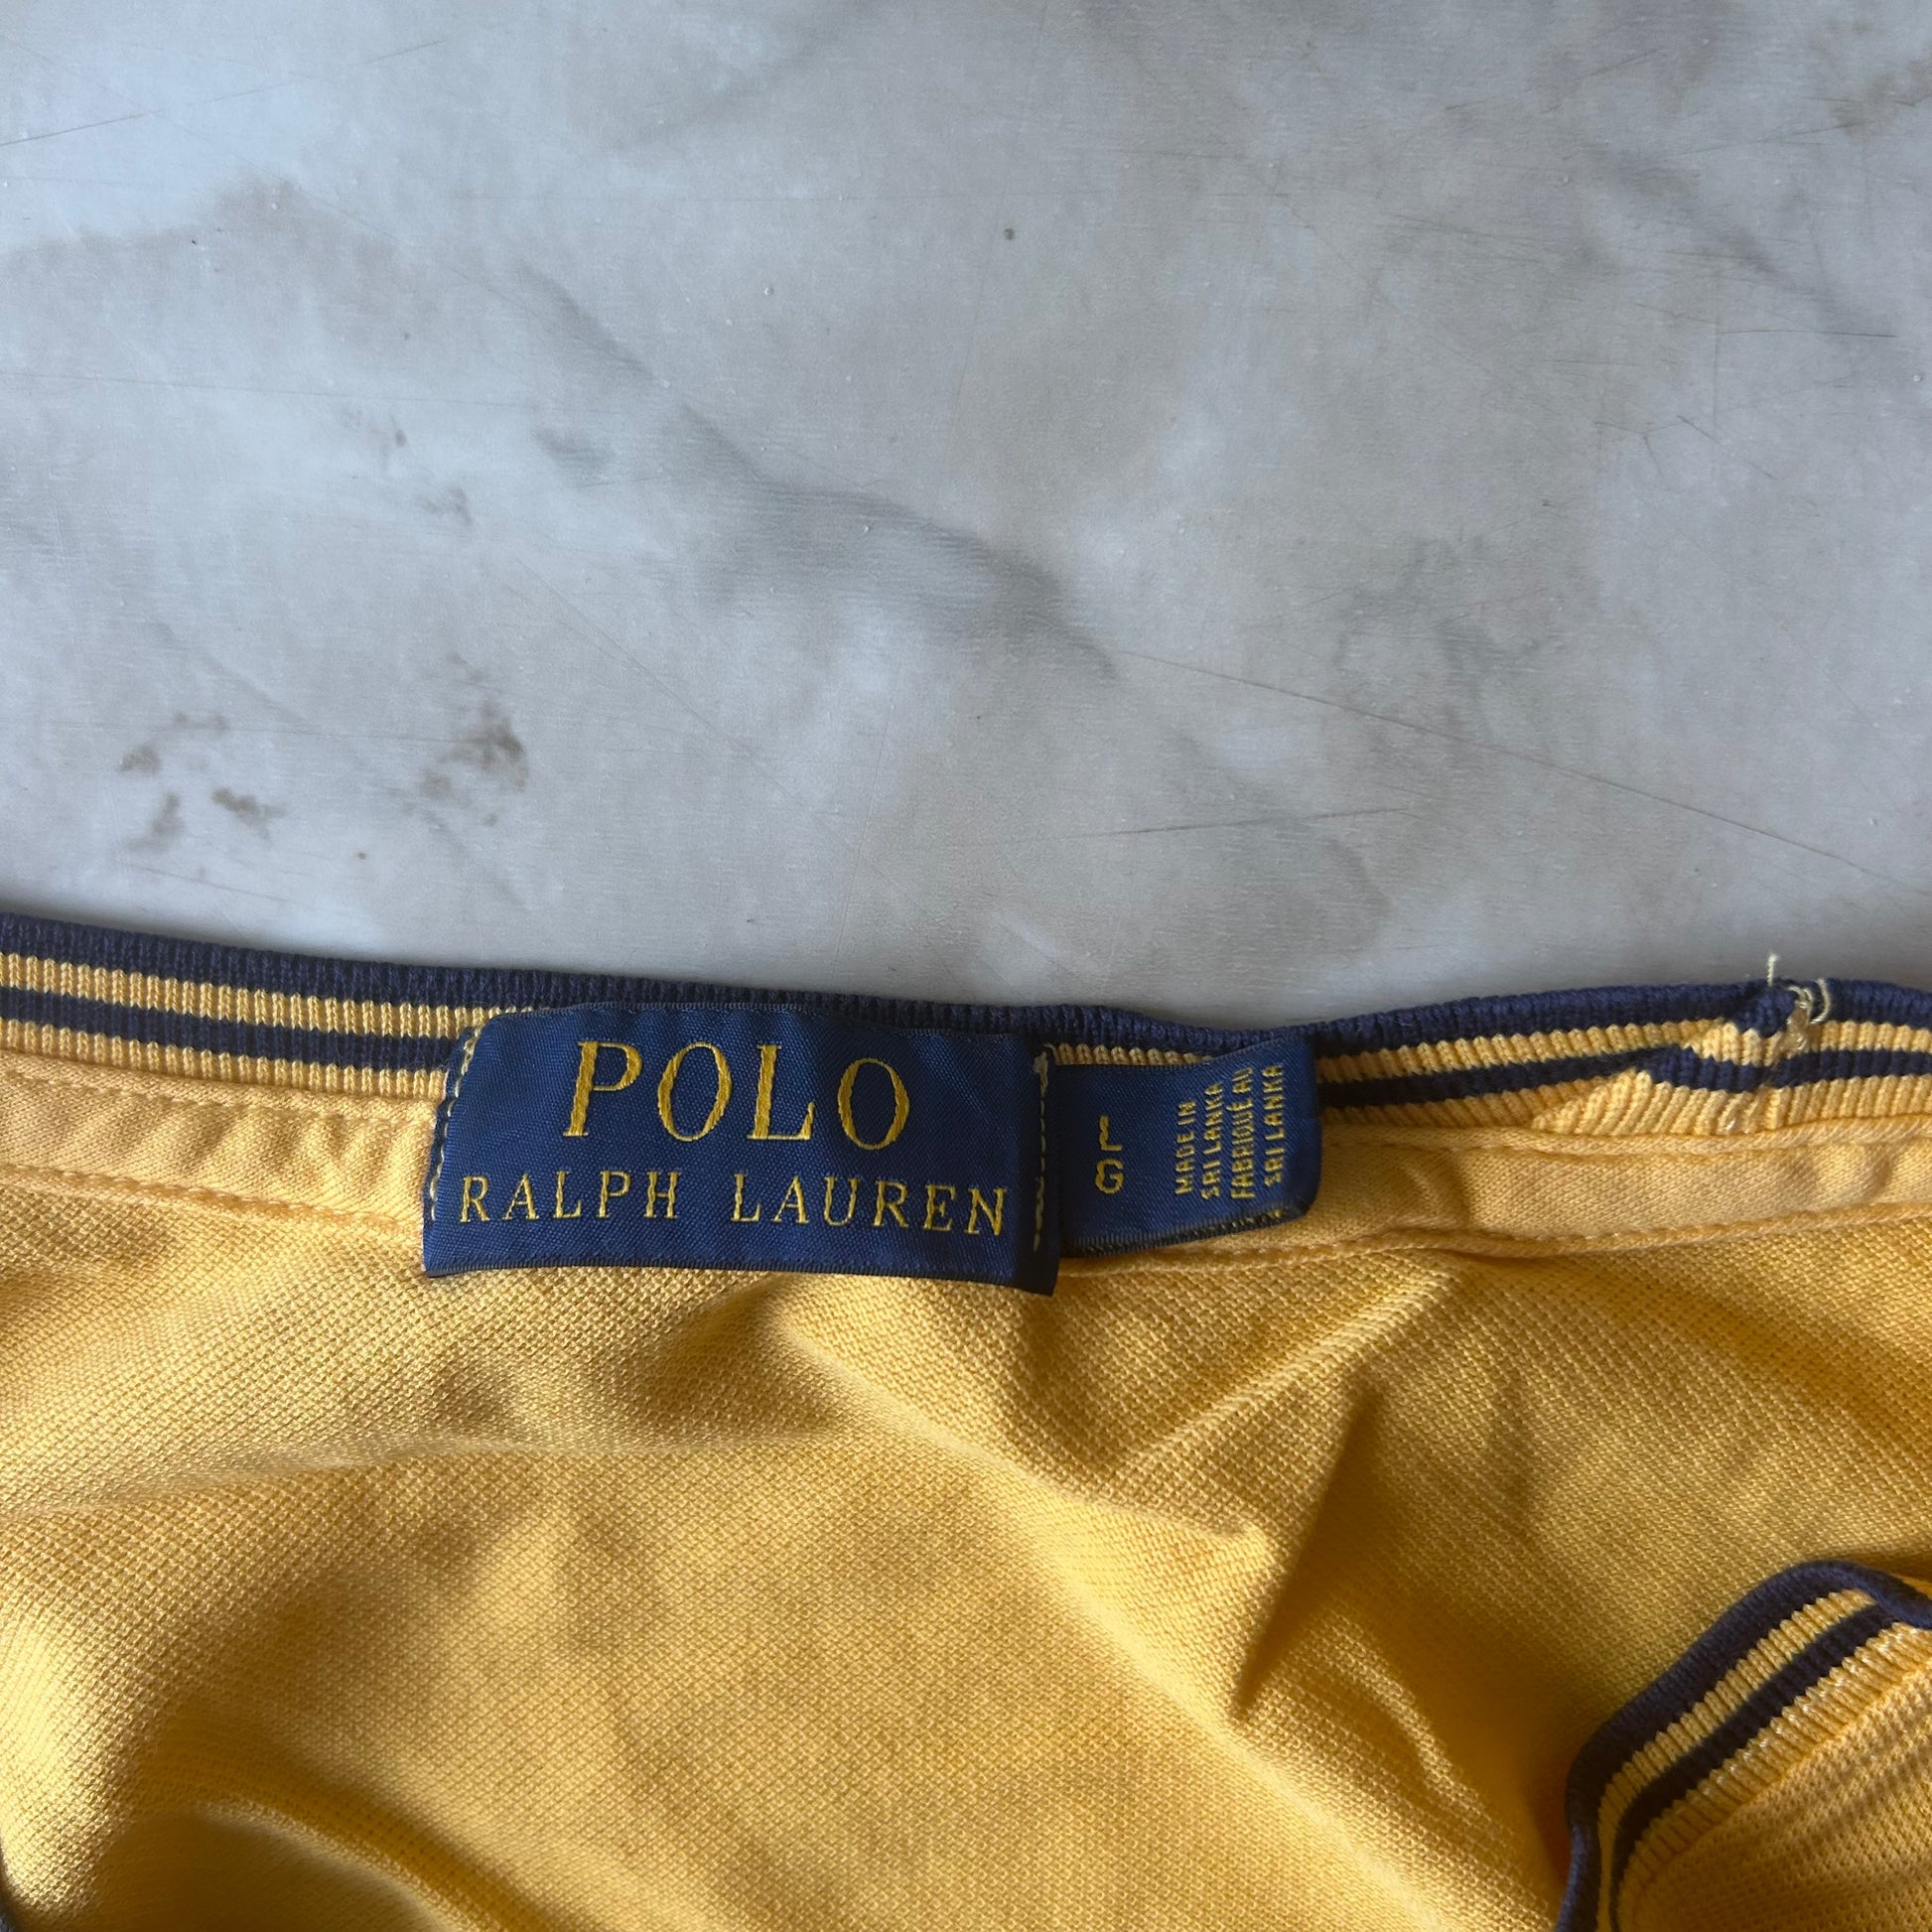 POLO
RALPH LAUREN
L
G
MADE IN
SRI LANKA
FABRIQUÉ AU
SRI LANKA